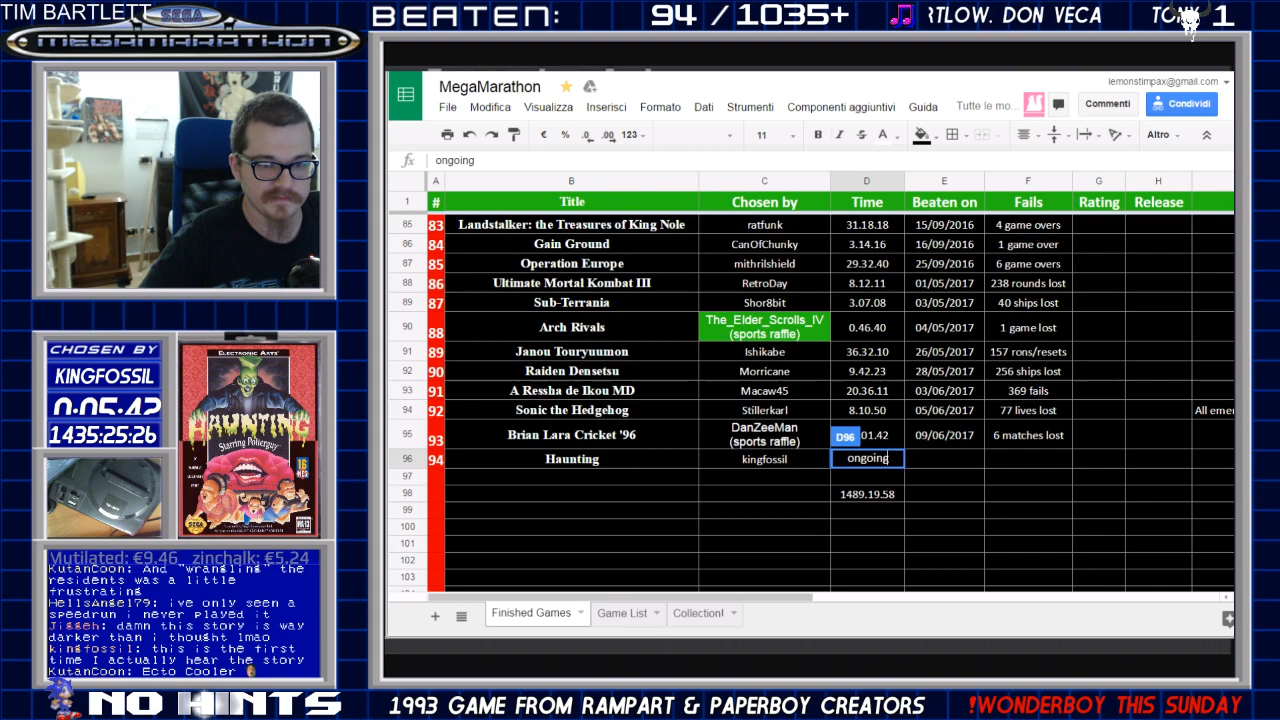 TIM BARTLETT
SEGA
MEGAMARATHON
BEATEN:
94 / 1035+
RTLOW. DON VECA
1
MegaMarathon
lemonstimpax@gmail.com
File Modifica Visualizza Inserisci Formato Dati Strumenti Componenti aggiuntivi Guida Tutte le mo...
Commenti
Condividi
€ % .0 .00 123 11 B I S A Altro
fx ongoing
A B C D E F G H
1 # Title Chosen by Time Beaten on Fails Rating Release
85 83 Landstalker: the Treasures of King Nole ratfunk 31.18.18 15/09/2016 4 game overs
86 84 Gain Ground CanOfChunky 3.14.16 16/09/2016 1 game over
87 85 Operation Europe mithrilshield 29.32.40 25/09/2016 6 game overs
88 86 Ultimate Mortal Kombat III RetroDay 8.12.11 01/05/2017 238 rounds lost
89 87 Sub-Terrania Shor8bit 3.07.08 03/05/2017 40 ships lost
90 88 Arch Rivals The_Elder_Scrolls_IV (sports raffle) 0.46.40 04/05/2017 1 game lost
91 89 Janou Touryuumon Ishikabe 36.32.10 26/05/2017 157 rons/resets
92 90 Raiden Densetsu Morricane 9.42.23 28/05/2017 256 ships lost
93 91 A Ressha de Ikou MD Macaw45 20.36.11 03/06/2017 369 fails
94 92 Sonic the Hedgehog Stillerkarl 8.10.50 05/06/2017 77 lives lost All emer
95 93 Brian Lara Cricket '96 DanZeeMan (sports raffle) D96 01.42 09/06/2017 6 matches lost
96 94 Haunting kingfossil ongoing
97
98 1489.19.58
99
100
101
102
103
Finished Games Game List Collection!
CHOSEN BY
KINGFOSSIL
0:05.42
1435:25:26
ELECTRONIC ARTS
HAUNTING
Starring Polterguy
16
SEGA
Mutilated: €9.46 zinchalk: €5.24
KutanCoon: And "wrangling" the
residents was a little
frustrating
HellsAngel79: ive only seen a
speedrun i never played it
Jiggeh: damn this story is way
darker than i thought lmao
kingfossil: this is the first
time I actually hear the story
KutanCoon: Ecto Cooler
NO HINTS
1993 GAME FROM RAMPART & PAPERBOY CREATORS
!WONDERBOY THIS SUNDAY